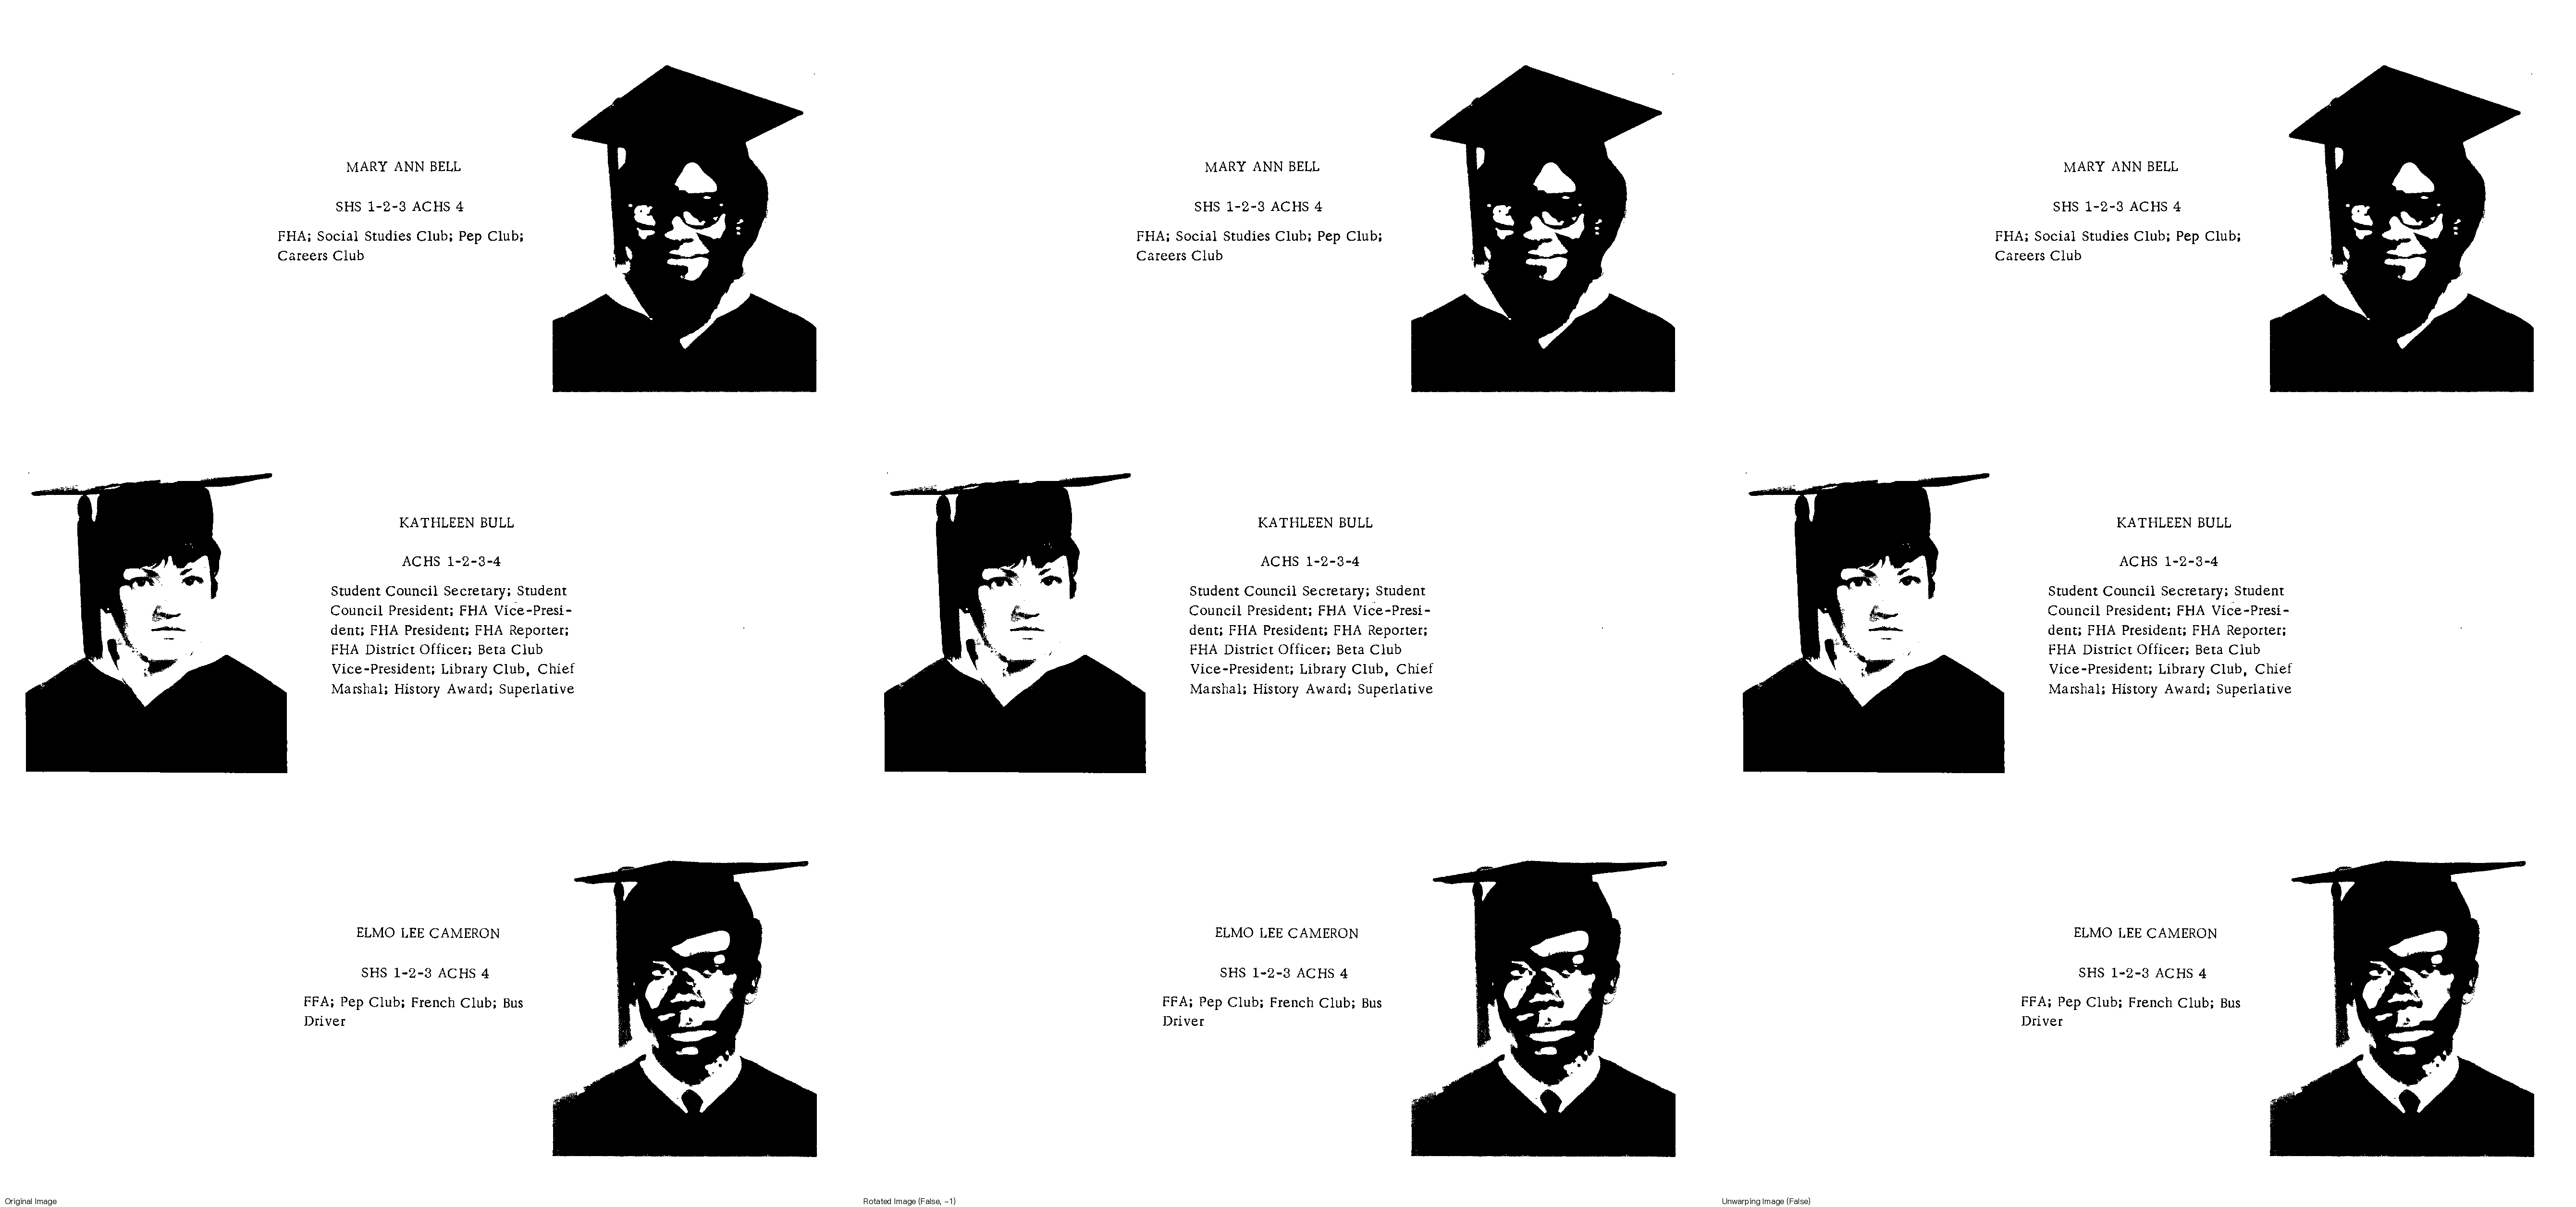 MARY ANN BELL
SHS 1-2-3 ACHS 4
FHA; Social Studies Club; Pep Club;
Careers Club
KATHLEEN BULL
ACHS 1-2-3-4
Student Council Secretary; Student
Council President; FHA Vice-Presi-
dent; FHA President; FHA Reporter;
FHA District Officer; Beta Club
Vice-President; Library Club, Chief
Marshal; History Award; Superlative
ELMO LEE CAMERON
SHS 1-2-3 ACHS 4
FFA; Pep Club; French Club; Bus
Driver
Original Image
MARY ANN BELL
SHS 1-2-3 ACHS 4
FHA; Social Studies Club; Pep Club;
Careers Club
KATHLEEN BULL
ACHS 1-2-3-4
Student Council Secretary; Student
Council President; FHA Vice-Presi-
dent; FHA President; FHA Reporter;
FHA District Officer; Beta Club
Vice-President; Library Club, Chief
Marshal; History Award; Superlative
ELMO LEE CAMERON
SHS 1-2-3 ACHS 4
FFA; Pep Club; French Club; Bus
Driver
Rotated Image (False, -1)
MARY ANN BELL
SHS 1-2-3 ACHS 4
FHA; Social Studies Club; Pep Club;
Careers Club
KATHLEEN BULL
ACHS 1-2-3-4
Student Council Secretary; Student
Council President; FHA Vice-Presi-
dent; FHA President; FHA Reporter;
FHA District Officer; Beta Club
Vice-President; Library Club, Chief
Marshal; History Award; Superlative
ELMO LEE CAMERON
SHS 1-2-3 ACHS 4
FFA; Pep Club; French Club; Bus
Driver
Unwarping Image (False)